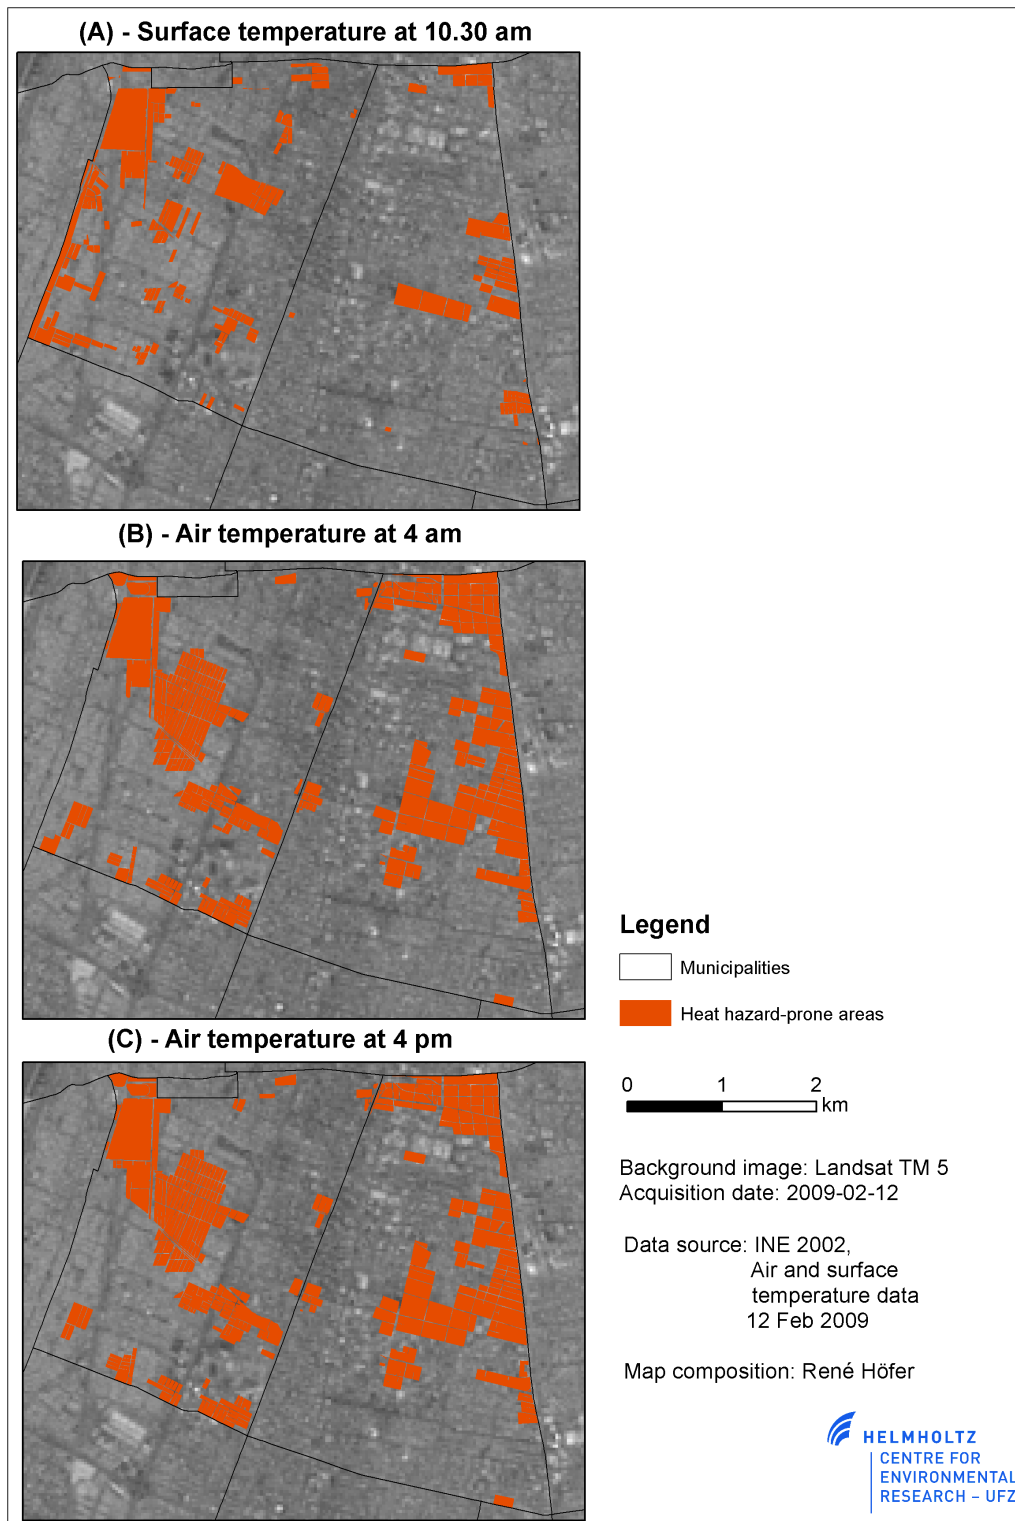 (A) - Surface temperature at 10.30 am
(B) - Air temperature at 4 am
(C) - Air temperature at 4 pm
Legend
Municipalities
Heat hazard-prone areas
0 1 2
km
Background image: Landsat TM 5
Acquisition date: 2009-02-12
Data source: INE 2002,
Air and surface
temperature data
12 Feb 2009
Map composition: René Höfer
HELMHOLTZ
CENTRE FOR
ENVIRONMENTAL
RESEARCH – UFZ